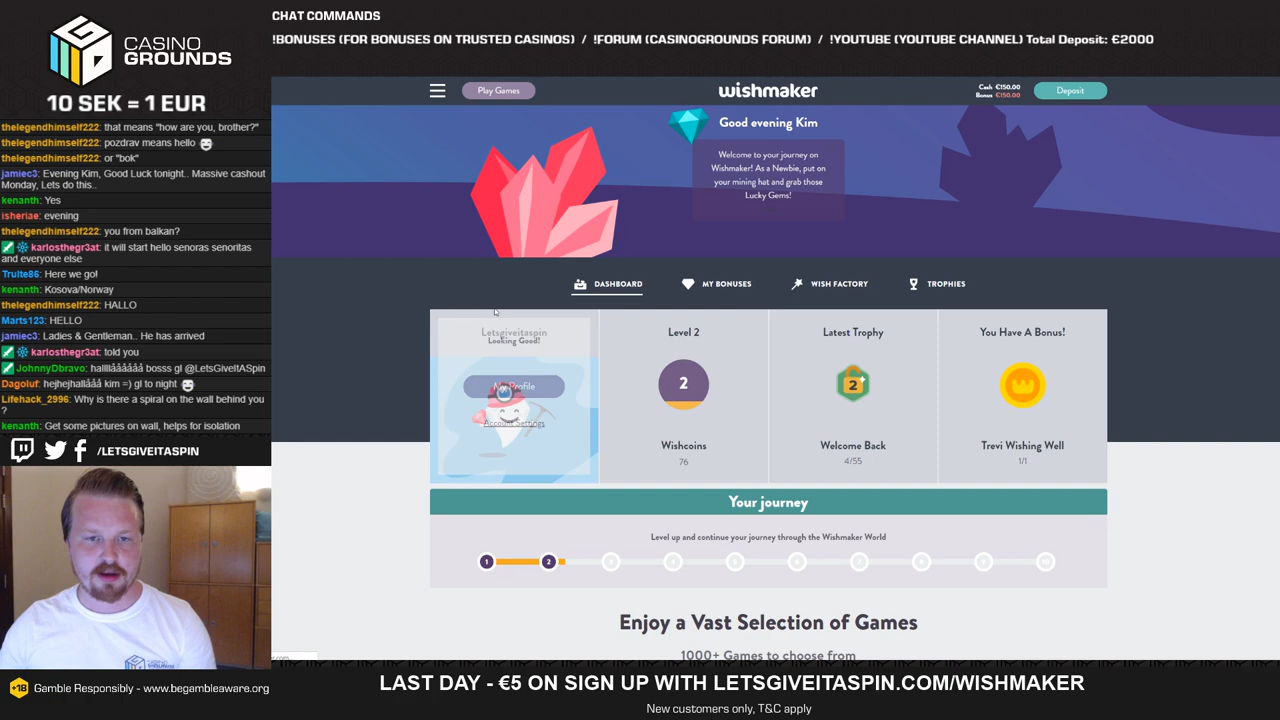 CASINO
GROUNDS
10 SEK = 1 EUR
CHAT COMMANDS
!BONUSES (FOR BONUSES ON TRUSTED CASINOS) / !FORUM (CASINOGROUNDS FORUM) / !YOUTUBE (YOUTUBE CHANNEL) Total Deposit: €2000
thelegendhimself222: that means "how are you, brother?"
thelegendhimself222: pozdrav means hello
thelegendhimself222: or "bok"
jamiec3: Evening Kim, Good Luck tonight.. Massive cashout
Monday, Lets do this..
kenanth: Yes
isheriae: evening
thelegendhimself222: you from balkan?
karlosthegr3at: it will start hello senoras senoritas
and everyone else
Trulte86: Here we go!
kenanth: Kosova/Norway
thelegendhimself222: HALLO
Marts123: HELLO
jamiec3: Ladies & Gentleman.. He has arrived
karlosthegr3at: told you
JohnnyDbravo: hallllåååååå bosss gl @LetsGiveItASpin
Dagoluf: hejhejhallååå kim =) gl to night
Lifehack_2996: Why is there a spiral on the wall behind you
?
kenanth: Get some pictures on wall, helps for isolation
/LETSGIVEITASPIN
Play Games
wishmaker
Cash €150.00
Bonus €150.00
Deposit
Good evening Kim
Welcome to your journey on
Wishmaker! As a Newbie, put on
your mining hat and grab those
Lucky Gems!
DASHBOARD
MY BONUSES
WISH FACTORY
TROPHIES
Letsgiveitaspin
Looking Good!
My Profile
Account Settings
Level 2
2
Wishcoins
76
Latest Trophy
2
Welcome Back
4/55
You Have A Bonus!
Trevi Wishing Well
1/1
Your journey
Level up and continue your journey through the Wishmaker World
1 2 3 4 5 6 7 8 9 10
Enjoy a Vast Selection of Games
1000+ Games to choose from
+18 Gamble Responsibly - www.begambleaware.org
LAST DAY - €5 ON SIGN UP WITH LETSGIVEITASPIN.COM/WISHMAKER
New customers only, T&C apply